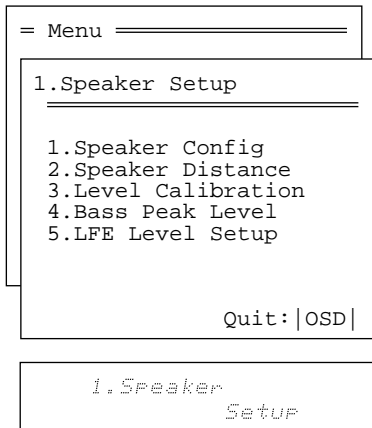 = Menu
1.Speaker Setup
1.Speaker Config
2.Speaker Distance
3.Level Calibration
4.Bass Peak Level
5.LFE Level Setup
Quit:|OSD|
1.Speaker
Setup